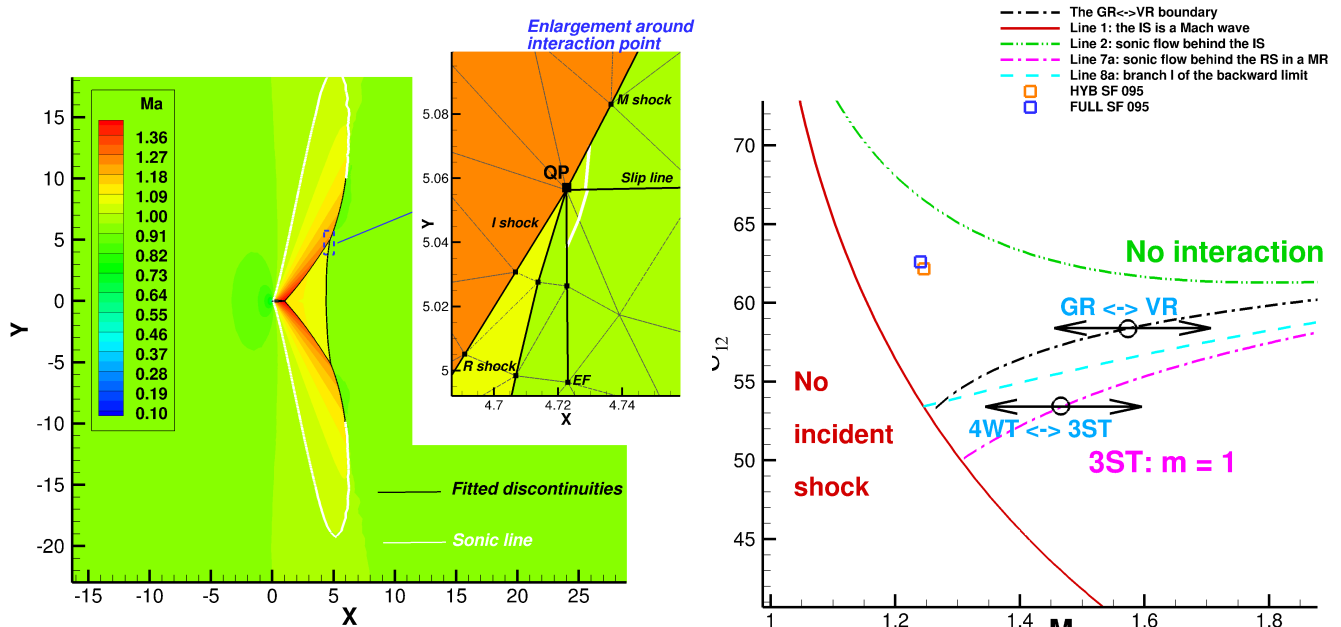 Enlargement around
interaction point
Ma
1.36
1.27
1.18
1.09
1.00
0.91
0.82
0.73
0.64
0.55
0.46
0.37
0.28
0.19
0.10
15
10
5
0
-5
-10
-15
-20
Y
-15
-10
-5
0
5
10
15
20
25
X
Fitted discontinuities
Sonic line
5.08
5.06
5.04
5.02
5
Y
4.7
4.72
4.74
X
M shock
QP
Slip line
I shock
R shock
EF
The GR<->VR boundary
Line 1: the IS is a Mach wave
Line 2: sonic flow behind the IS
Line 7a: sonic flow behind the RS in a MR
Line 8a: branch I of the backward limit
HYB SF 095
FULL SF 095
70
65
60
55
50
45
12
No interaction
GR <-> VR
4WT <-> 3ST
3ST: m = 1
No
incident
shock
1
1.2
1.4
1.6
1.8